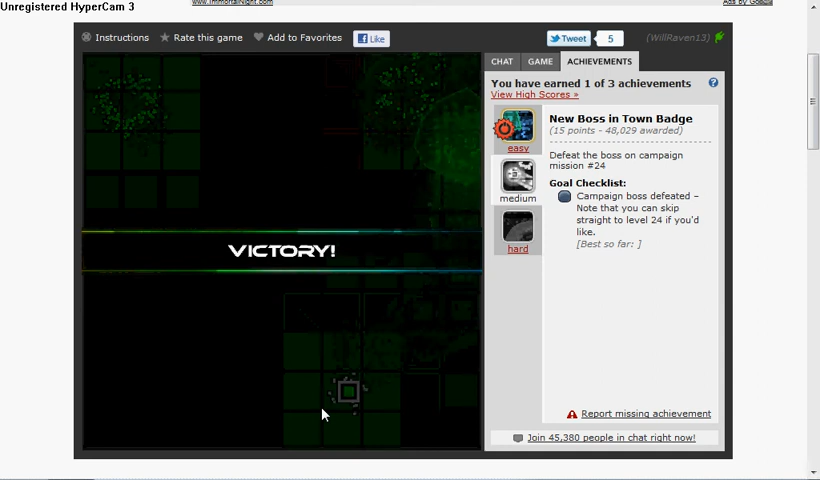 Unregistered HyperCam 3
www.ImmortalNight.com
Instructions
Rate this game
Add to Favorites
Like
Tweet
5
(WillRaven13)
CHAT
GAME
ACHIEVEMENTS
You have earned 1 of 3 achievements
View High Scores »
easy
medium
hard
New Boss in Town Badge
(15 points - 48,029 awarded)
Defeat the boss on campaign
mission #24
Goal Checklist:
Campaign boss defeated –
Note that you can skip
straight to level 24 if you'd
like.
[Best so far: ]
VICTORY!
Report missing achievement
Join 45,380 people in chat right now!